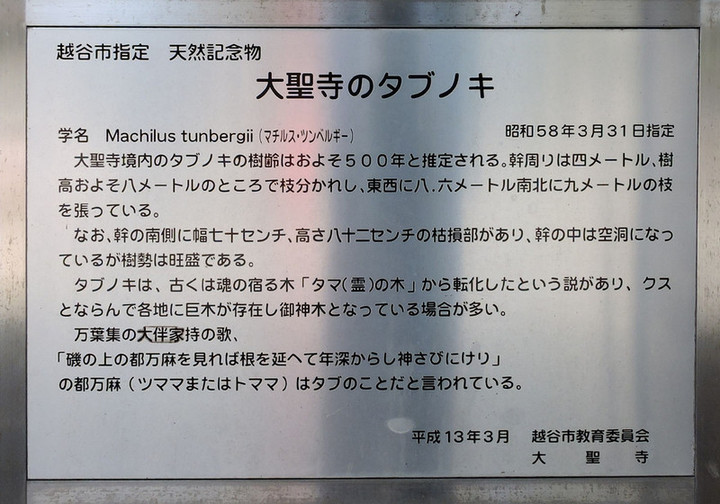 越谷市指定　天然記念物
大聖寺のタブノキ
学名　Machilus tunbergii（マチルス・ツンベルギー）　昭和58年3月31日指定
大聖寺境内のタブノキの樹齢はおよそ500年と推定される。幹周りは四メートル、樹
高およそ八メートルのところで枝分かれし、東西に八.六メートル南北に九メートルの枝
を張っている。
なお、幹の南側に幅七十センチ、高さ八十二センチの枯損部があり、幹の中は空洞になっ
ているが樹勢は旺盛である。
タブノキは、古くは魂の宿る木「タマ（霊）の木」から転化したという説があり、クス
とならんで各地に巨木が存在し御神木となっている場合が多い。
万葉集の大伴家持の歌、
「磯の上の都万麻を見れば根を延へて年深からし神さびにけり」
の都万麻（ツママまたはトママ）はタブのことだと言われている。
平成13年3月　越谷市教育委員会
大　聖　寺